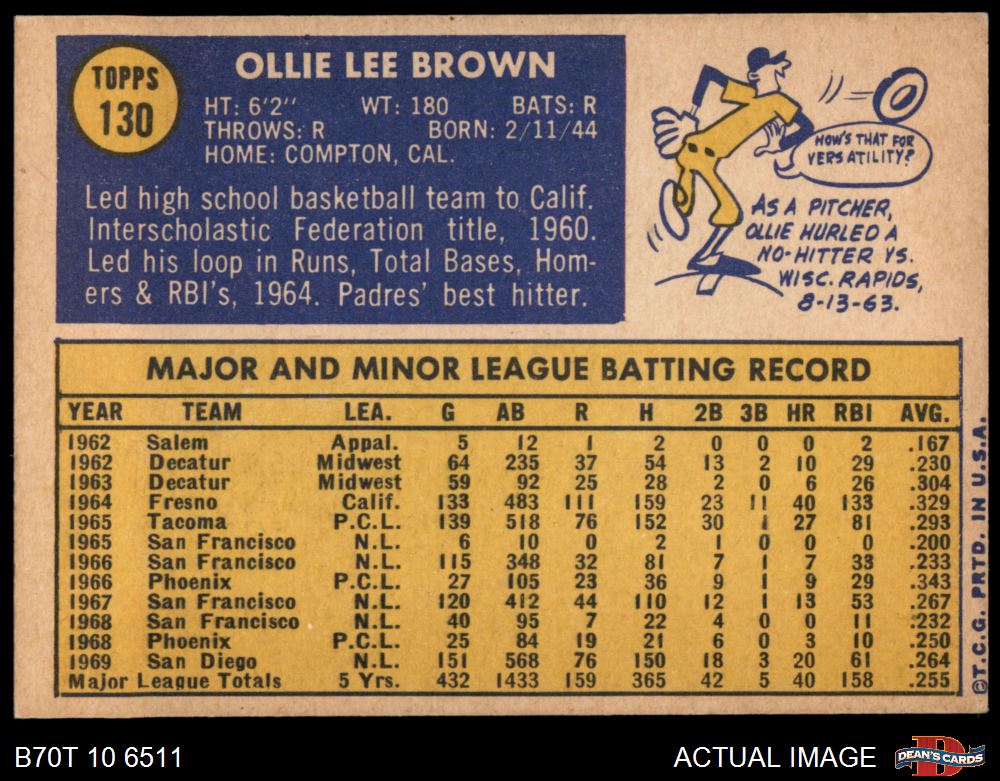 TOPPS
130
OLLIE LEE BROWN
HT: 6'2" WT: 180 BATS: R
THROWS: R BORN: 2/11/44
HOME: COMPTON, CAL.
Led high school basketball team to Calif.
Interscholastic Federation title, 1960.
Led his loop in Runs, Total Bases, Hom-
ers & RBI's, 1964. Padres' best hitter.
HOW'S THAT FOR
VERSATILITY?
AS A PITCHER,
OLLIE HURLED A
NO-HITTER VS.
WISC. RAPIDS,
8-13-63.
MAJOR AND MINOR LEAGUE BATTING RECORD
YEAR TEAM LEA. G AB R H 2B 3B HR RBI AVG.
1962 Salem Appal. 5 12 1 2 0 0 0 2 .167
1962 Decatur Midwest 64 235 37 54 13 2 10 29 .230
1963 Decatur Midwest 59 92 25 28 2 0 6 26 .304
1964 Fresno Calif. 133 483 111 159 23 11 40 133 .329
1965 Tacoma P.C.L. 139 518 76 152 30 1 27 81 .293
1965 San Francisco N.L. 6 10 0 2 1 0 0 0 .200
1966 San Francisco N.L. 115 348 32 81 7 1 7 33 .233
1966 Phoenix P.C.L. 27 105 23 36 9 1 9 29 .343
1967 San Francisco N.L. 120 412 44 110 12 1 13 53 .267
1968 San Francisco N.L. 40 95 7 22 4 0 0 11 .232
1968 Phoenix P.C.L. 25 84 19 21 6 0 3 10 .250
1969 San Diego N.L. 151 568 76 150 18 3 20 61 .264
Major League Totals 5 Yrs. 432 1433 159 365 42 5 40 158 .255
©T.C.G. PRTD. IN U.S.A.
B70T 10 6511
ACTUAL IMAGE
DEAN'S CARDS